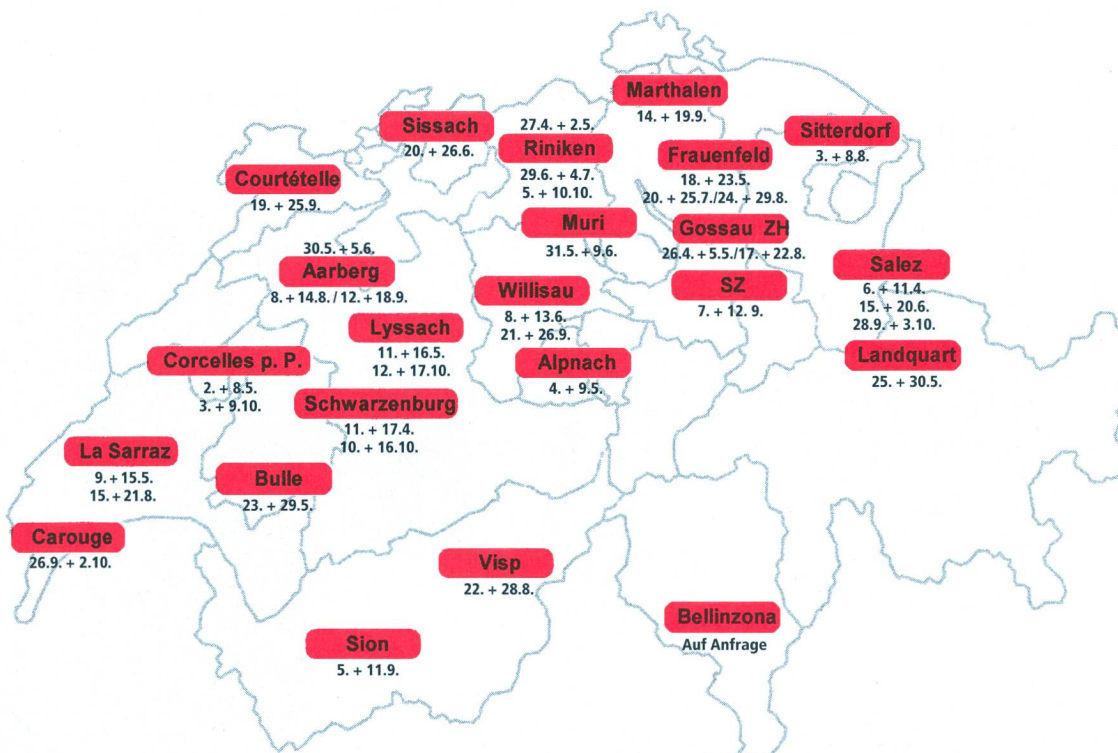 Marthalen
14. + 19.9.
Sissach
20. + 26.6.
27.4. + 2.5.
Riniken
29.6. + 4.7.
5. + 10.10.
Sitterdorf
3. + 8.8.
Frauenfeld
18. + 23.5.
20. + 25.7./24. + 29.8.
Courtételle
19. + 25.9.
Muri
31.5. + 9.6.
Gossau ZH
26.4. + 5.5./17. + 22.8.
30.5. + 5.6.
Aarberg
8. + 14.8. / 12. + 18.9.
Willisau
8. + 13.6.
21. + 26.9.
SZ
7. + 12. 9.
Salez
6. + 11.4.
15. + 20.6.
28.9. + 3.10.
Lyssach
11. + 16.5.
12. + 17.10.
Corcelles p. P.
2. + 8.5.
3. + 9.10.
Alpnach
4. + 9.5.
Landquart
25. + 30.5.
Schwarzenburg
11. + 17.4.
10. + 16.10.
La Sarraz
9. + 15.5.
15. + 21.8.
Bulle
23. + 29.5.
Carouge
26.9. + 2.10.
Visp
22. + 28.8.
Bellinzona
Auf Anfrage
Sion
5. + 11.9.